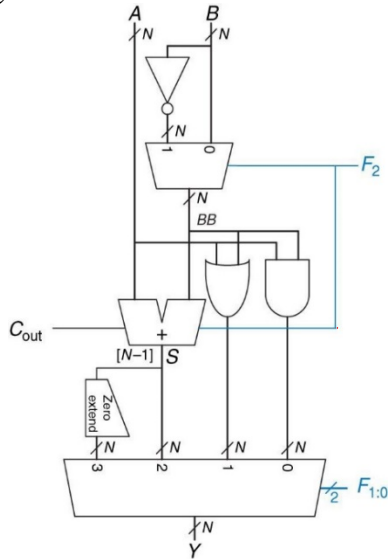 A B
N N
N
1 0
F2
N
BB
Cout
+
[N-1] S
Zero
extend
N N N N
3 2 1 0
2 F1:0
N
Y